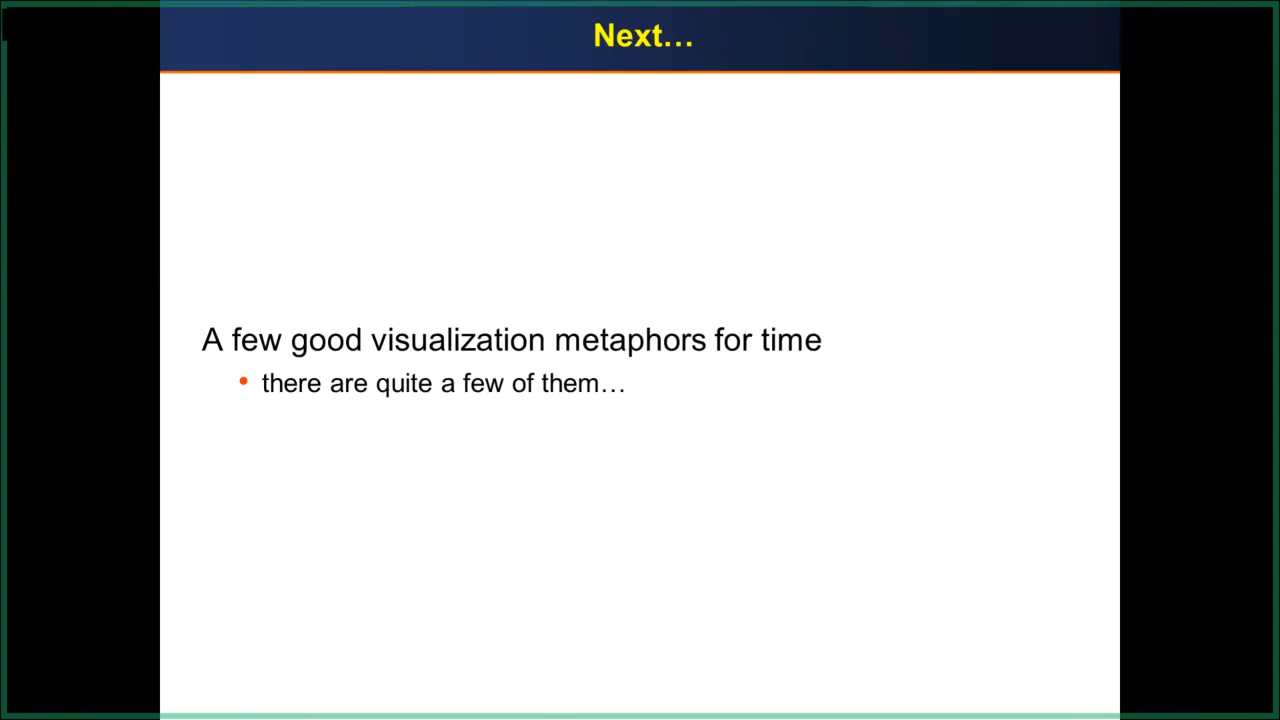 Next…
A few good visualization metaphors for time
• there are quite a few of them…